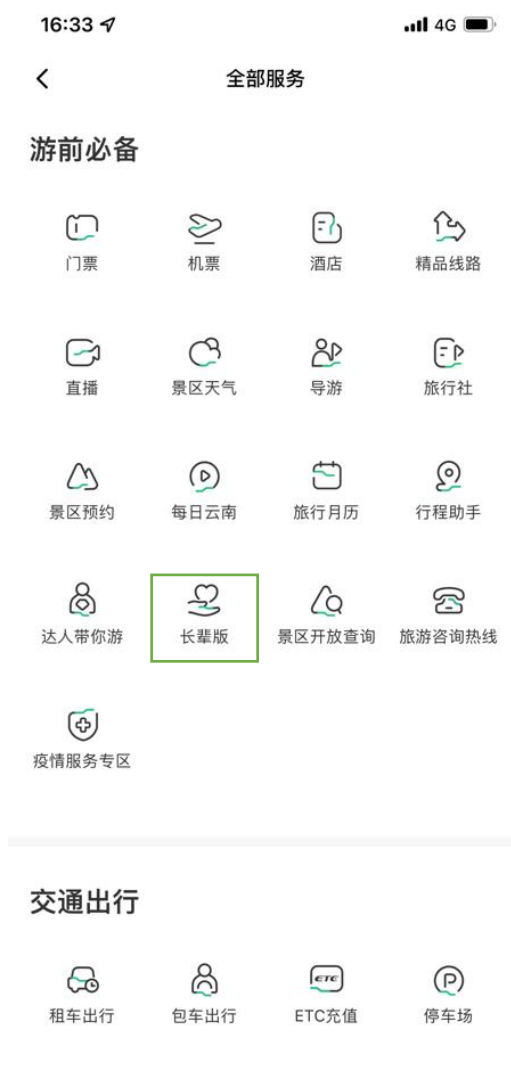 16:33 4G
全部服务
游前必备
门票 机票 酒店 精品线路
直播 景区天气 导游 旅行社
景区预约 每日云南 旅行月历 行程助手
达人带你游 长辈版 景区开放查询 旅游咨询热线
疫情服务专区
交通出行
ETC
P
租车出行 包车出行 ETC充值 停车场